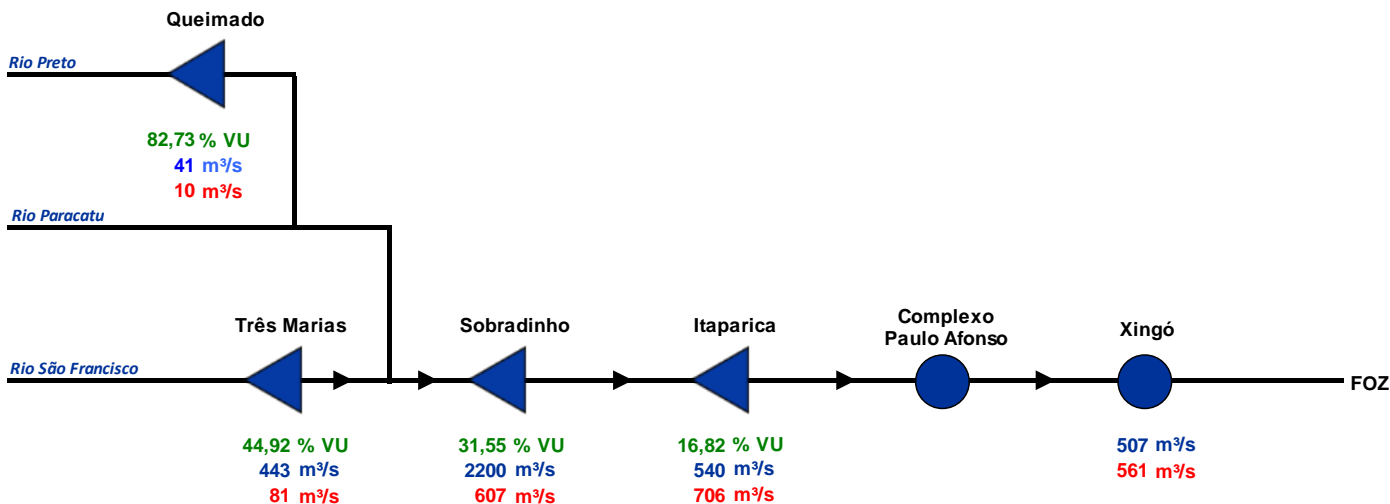 Queimado
Rio Preto
82,73 % VU
41 m³/s
10 m³/s
Rio Paracatu
Três Marias
Sobradinho
Itaparica
Complexo
Paulo Afonso
Xingó
Rio São Francisco
FOZ
44,92 % VU
443 m³/s
81 m³/s
31,55 % VU
2200 m³/s
607 m³/s
16,82 % VU
540 m³/s
706 m³/s
507 m³/s
561 m³/s